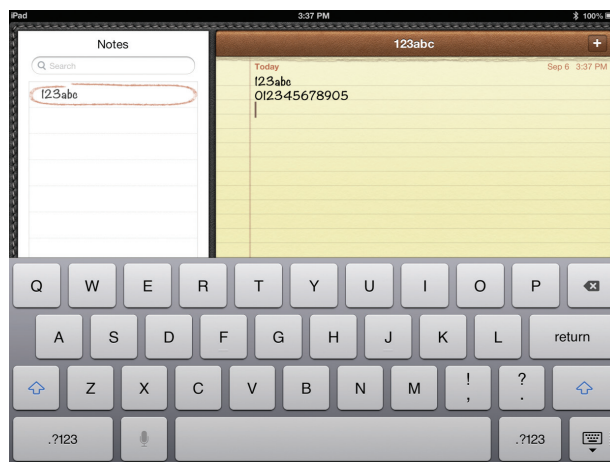 iPad 3:37 PM 100%
Notes 123abc +
Search
Today Sep 6 3:37 PM
123abc
123abc
012345678905
Q W E R T Y U I O P
A S D F G H J K L return
Z X C V B N M ! , ? .
.?123 .?123